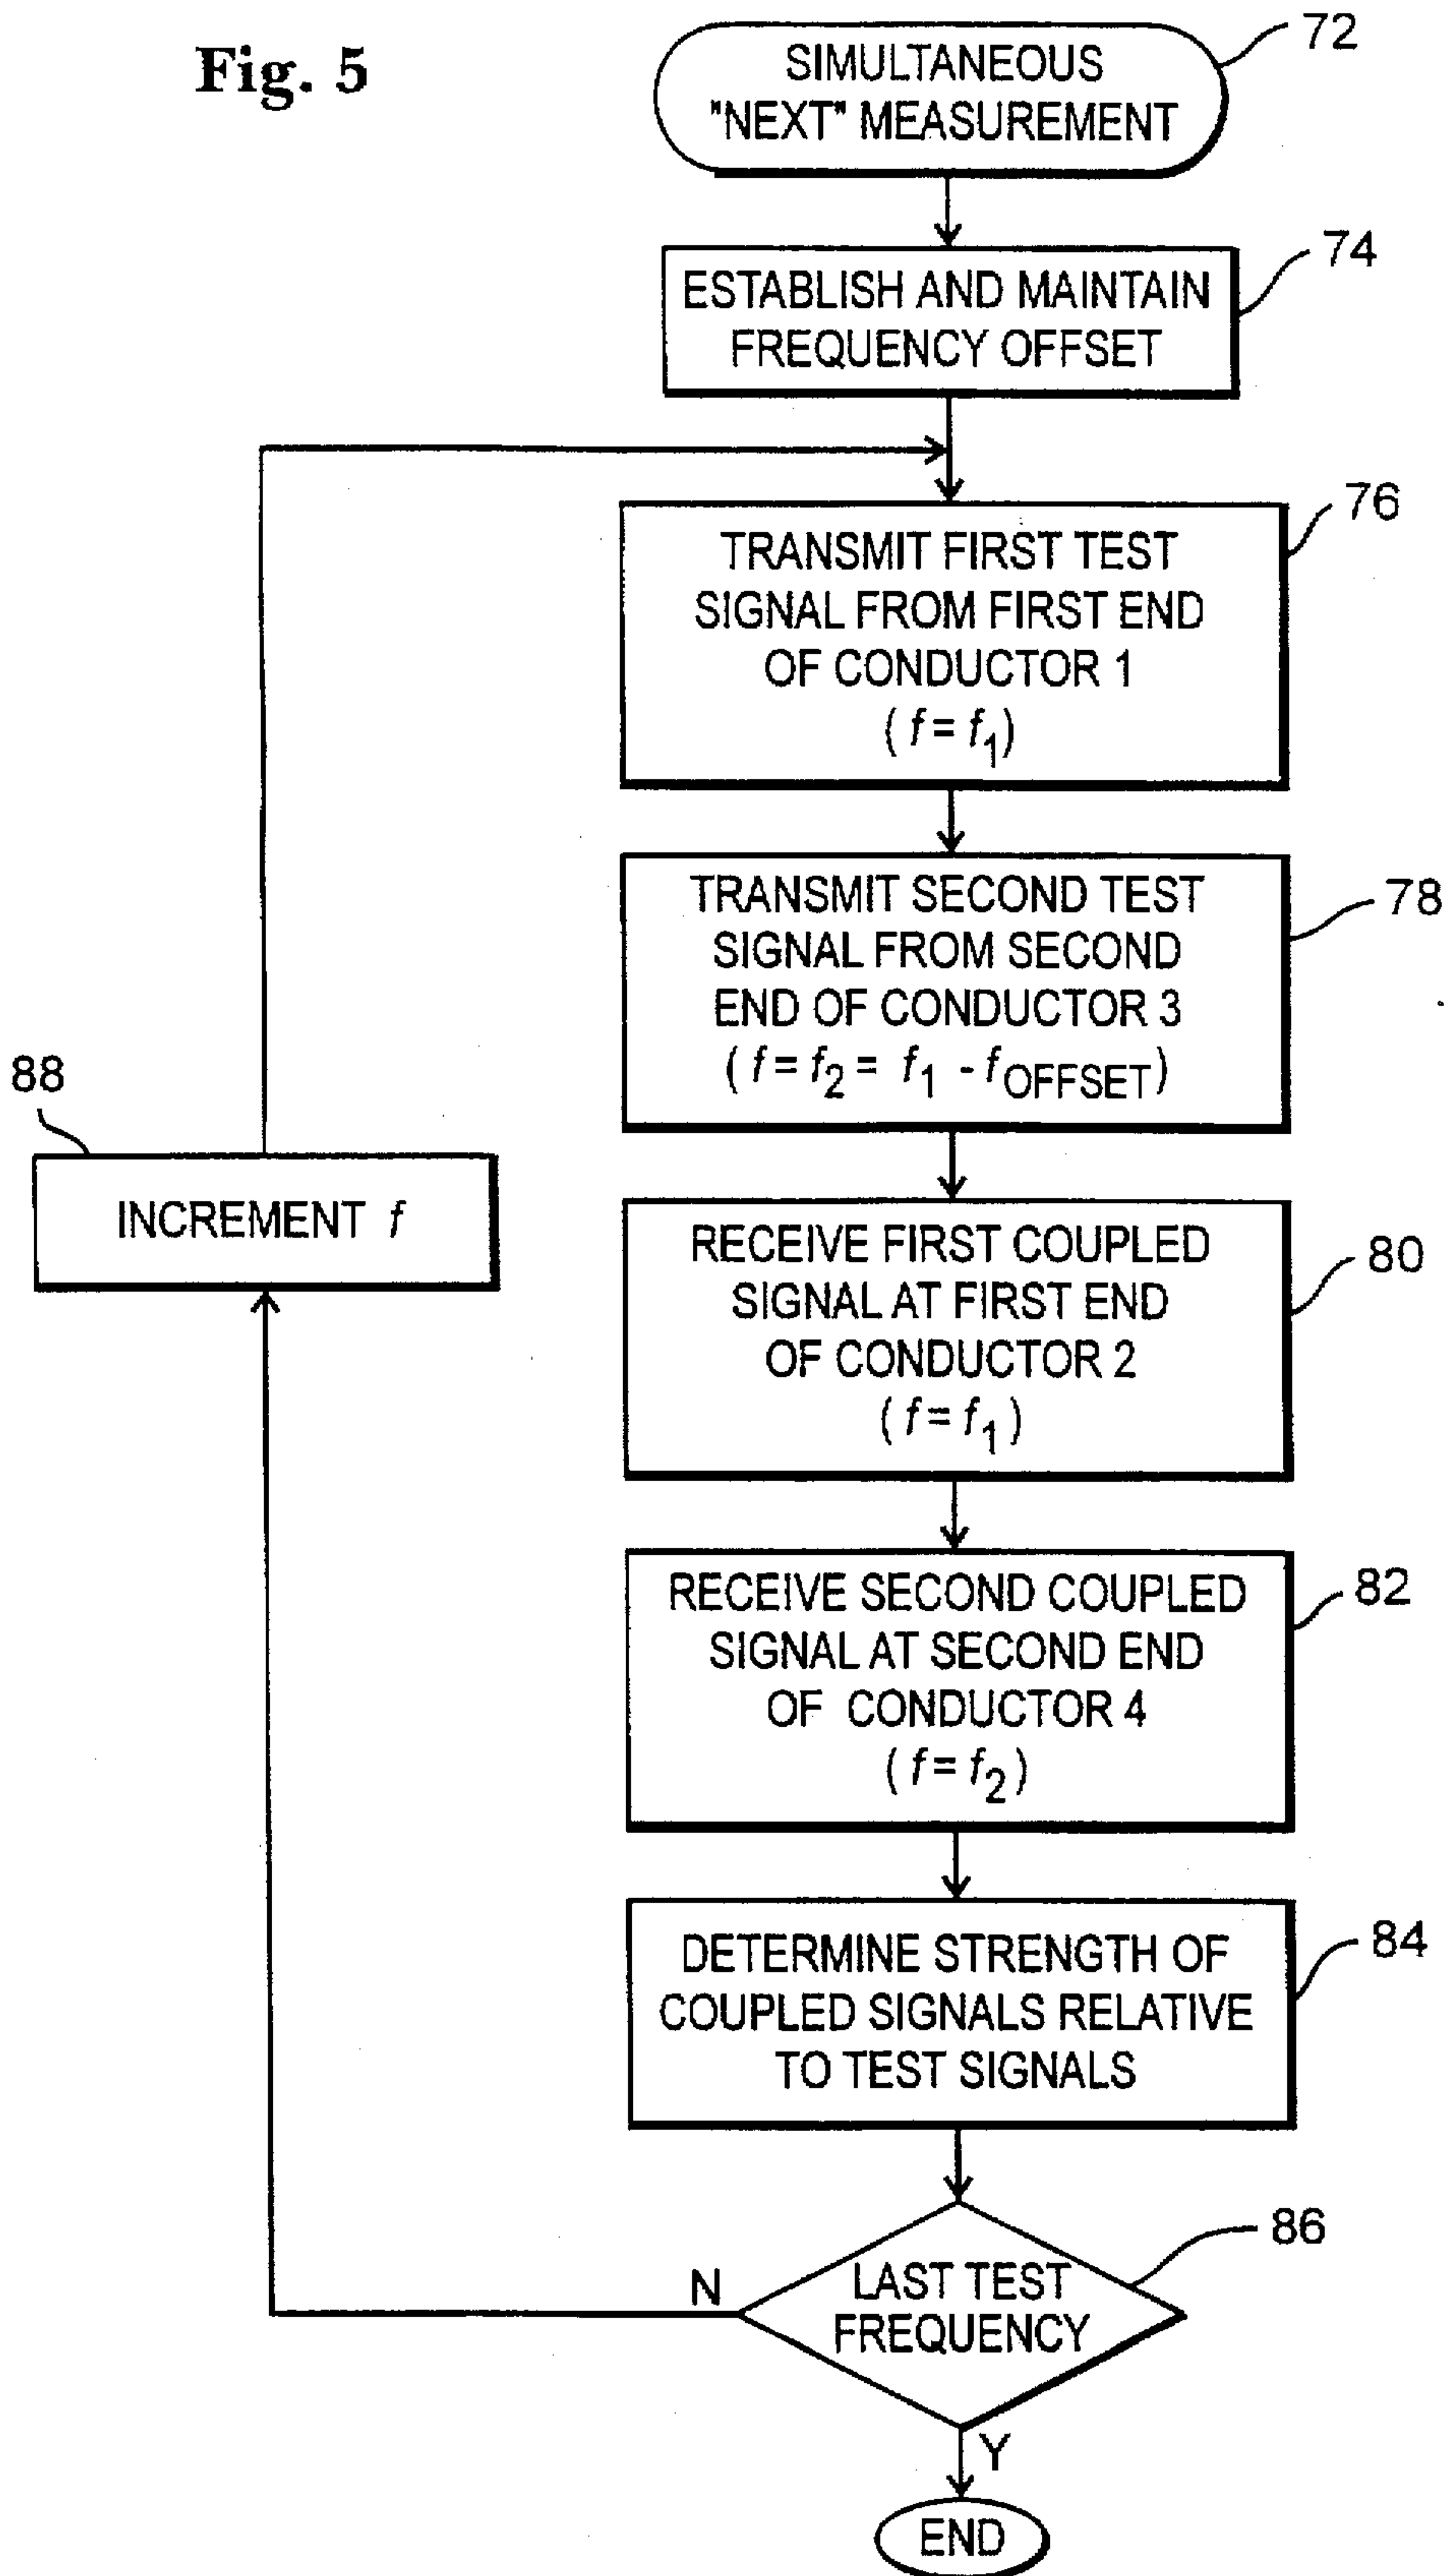 Fig. 5
72
SIMULTANEOUS
"NEXT" MEASUREMENT
74
ESTABLISH AND MAINTAIN
FREQUENCY OFFSET
76
TRANSMIT FIRST TEST
SIGNAL FROM FIRST END
OF CONDUCTOR 1
( f = f1)
78
TRANSMIT SECOND TEST
SIGNAL FROM SECOND
END OF CONDUCTOR 3
( f = f2 = f1 - fOFFSET)
88
INCREMENT f
80
RECEIVE FIRST COUPLED
SIGNAL AT FIRST END
OF CONDUCTOR 2
( f = f1 )
82
RECEIVE SECOND COUPLED
SIGNAL AT SECOND END
OF CONDUCTOR 4
( f = f2 )
84
DETERMINE STRENGTH OF
COUPLED SIGNALS RELATIVE
TO TEST SIGNALS
86
LAST TEST
FREQUENCY
N
Y
END